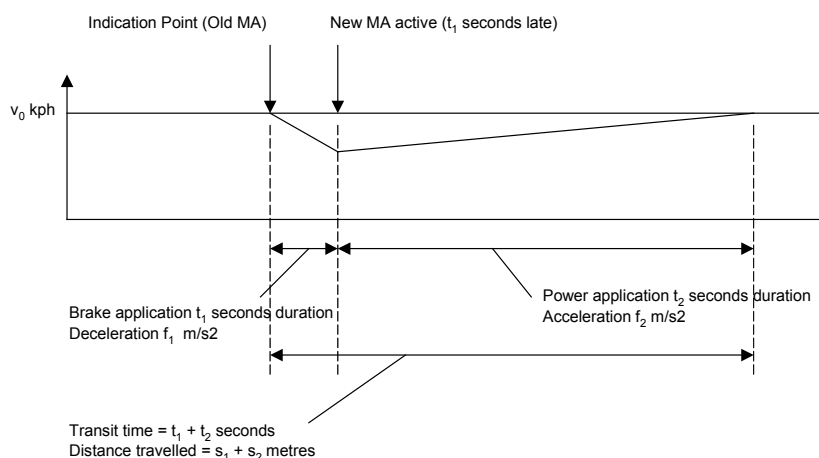 Indication Point (Old MA)
New MA active (t₁ seconds late)
v₀ kph
Brake application t₁ seconds duration
Deceleration f₁ m/s2
Power application t₂ seconds duration
Acceleration f₂ m/s2
Transit time = t₁ + t₂ seconds
Distance travelled = s₁ + s₂ metres